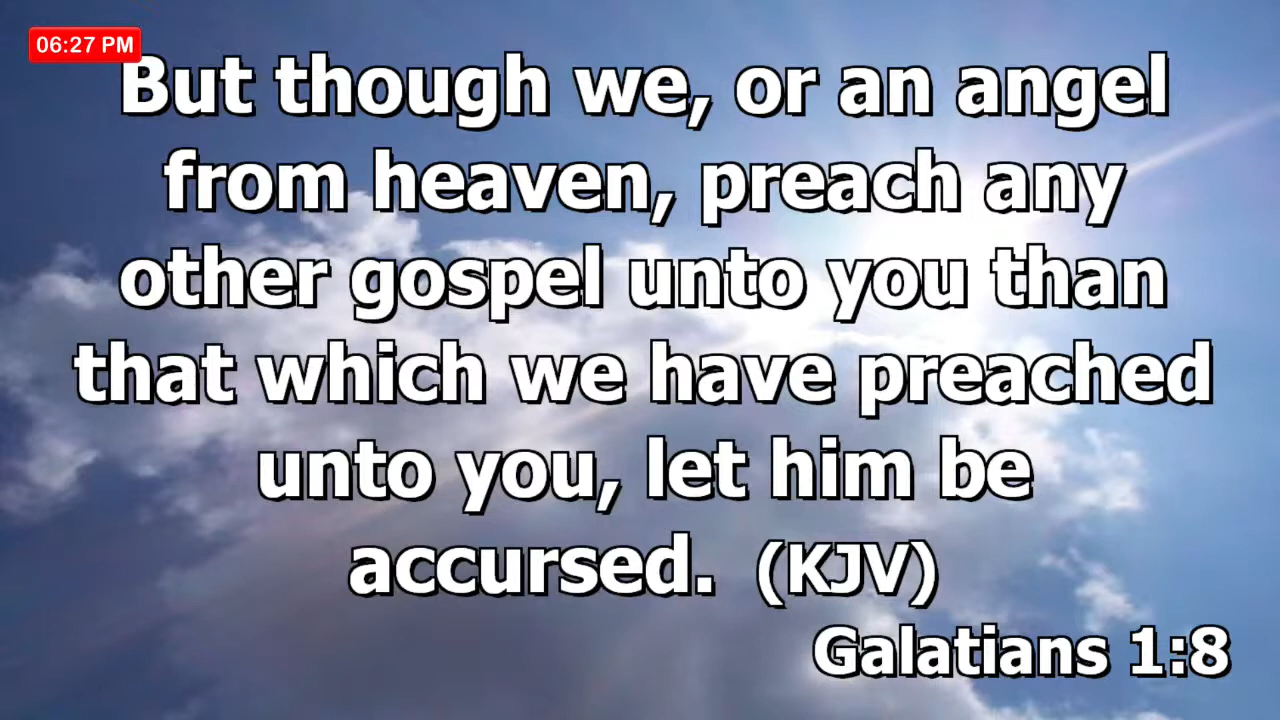 06:27 PM
But though we, or an angel
from heaven, preach any
other gospel unto you than
that which we have preached
unto you, let him be
accursed. (KJV)
Galatians 1:8